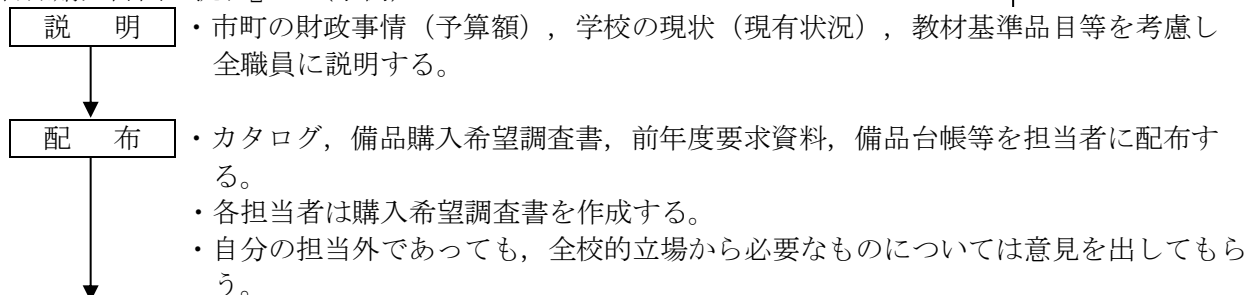 説　明　・市町の財政事情（予算額），学校の現状（現有状況），教材基準品目等を考慮し
全職員に説明する。
配　布　・カタログ，備品購入希望調査書，前年度要求資料，備品台帳等を担当者に配布す
る。
・各担当者は購入希望調査書を作成する。
・自分の担当外であっても，全校的立場から必要なものについては意見を出してもら
う。